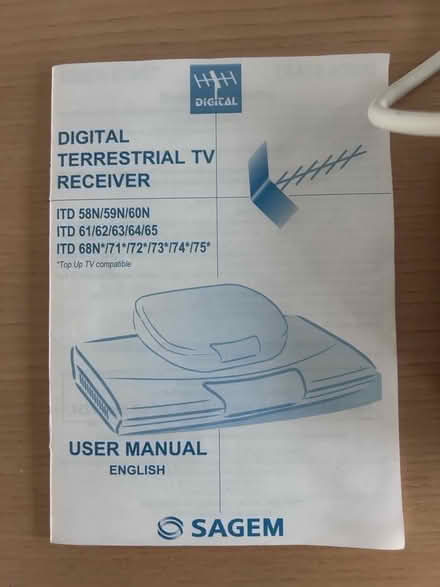 DIGITAL
DIGITAL
TERRESTRIAL TV
RECEIVER
ITD 58N/59N/60N
ITD 61/62/63/64/65
ITD 68N*/71*/72*/73*/74*/75*
*Top Up TV compatible
USER MANUAL
ENGLISH
SAGEM